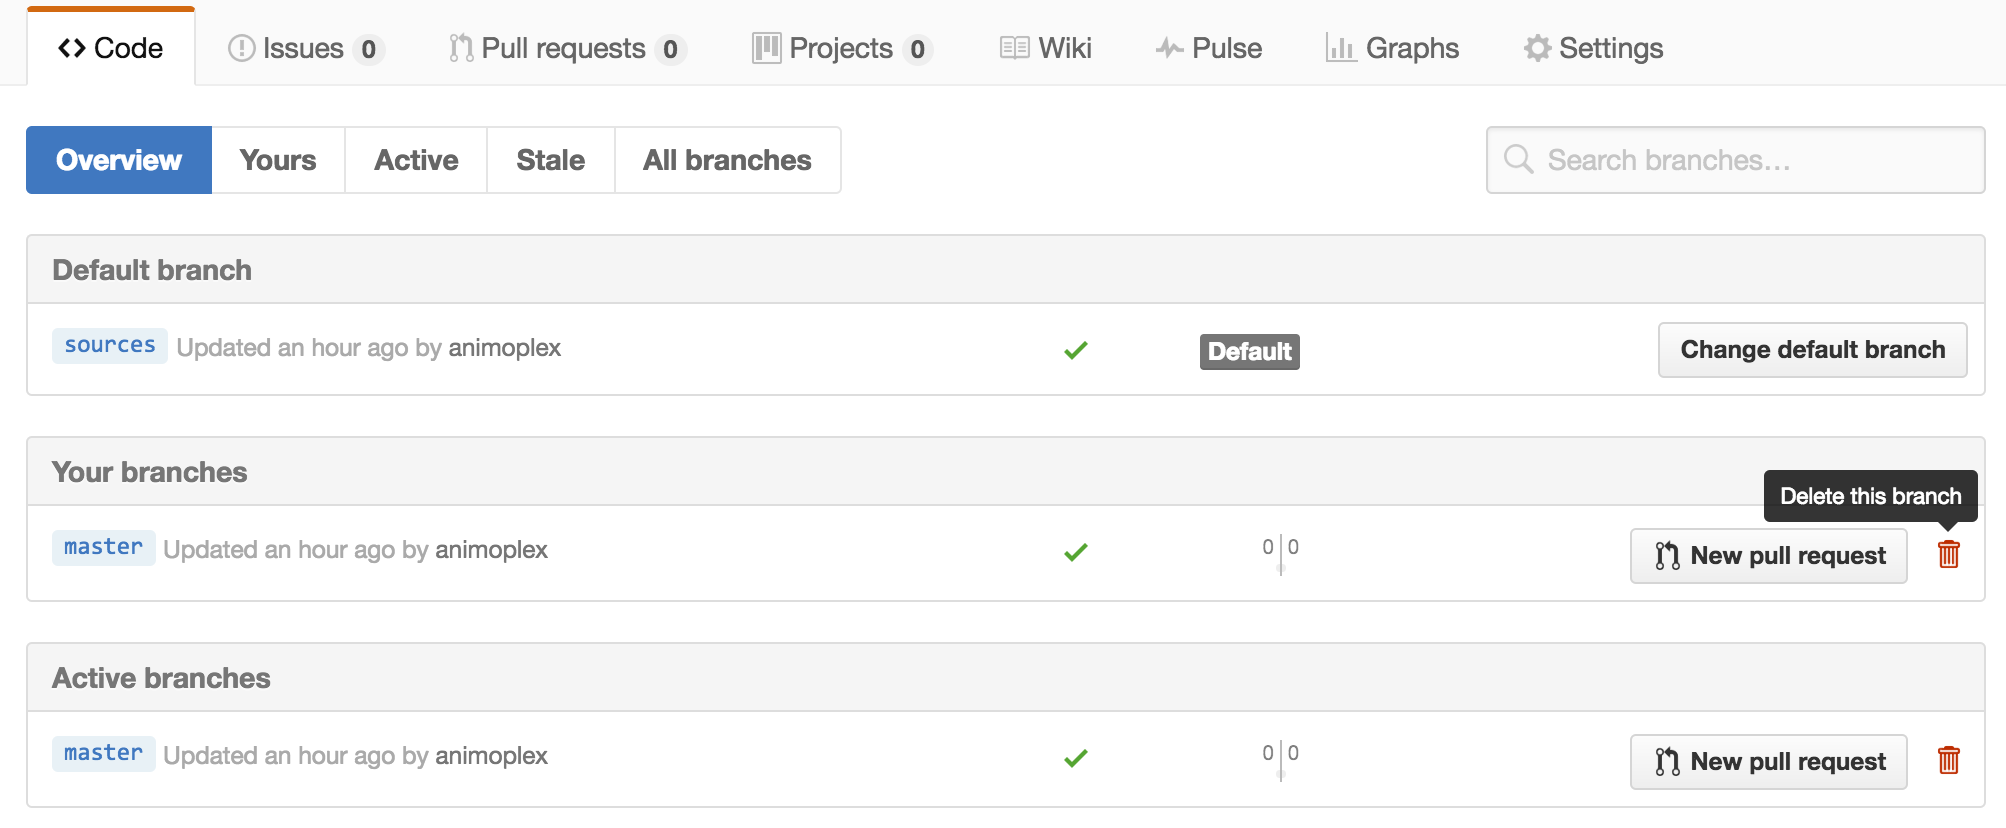 Code Issues 0 Pull requests 0 Projects 0 Wiki Pulse Graphs Settings
Overview Yours Active Stale All branches Search branches…
Default branch
sources Updated an hour ago by animoplex Default Change default branch
Your branches
Delete this branch
master Updated an hour ago by animoplex 0 0 New pull request
Active branches
master Updated an hour ago by animoplex 0 0 New pull request